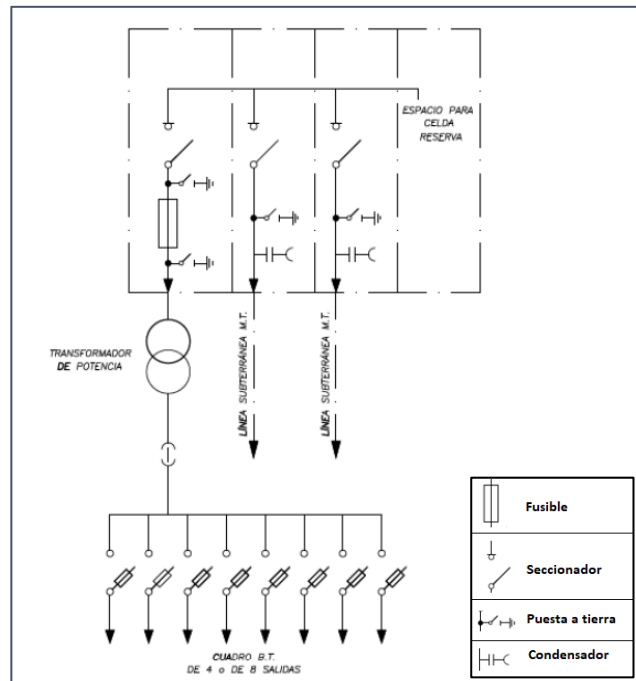 ESPACIO PARA
CELDA
RESERVA
TRANSFORMADOR
DE POTENCIA
LÍNEA SUBTERRÁNEA M.T.
LÍNEA SUBTERRÁNEA M.T.
CUADRO B.T.
DE 4 o DE 8 SALIDAS
Fusible
Seccionador
Puesta a tierra
Condensador